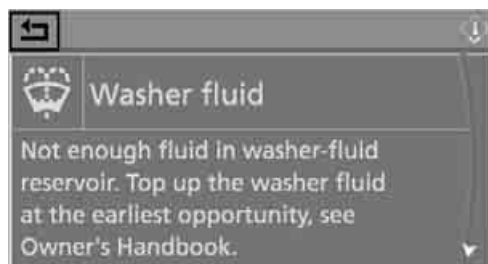 Washer fluid
Not enough fluid in washer-fluid
reservoir. Top up the washer fluid
at the earliest opportunity, see
Owner's Handbook.